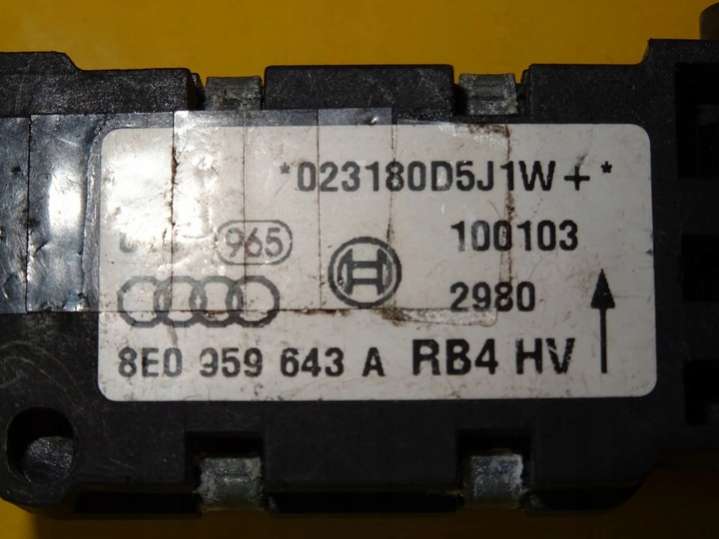 *023180D5J1W+*
965 100103
2980
8E0 959 643 A RB4 HV